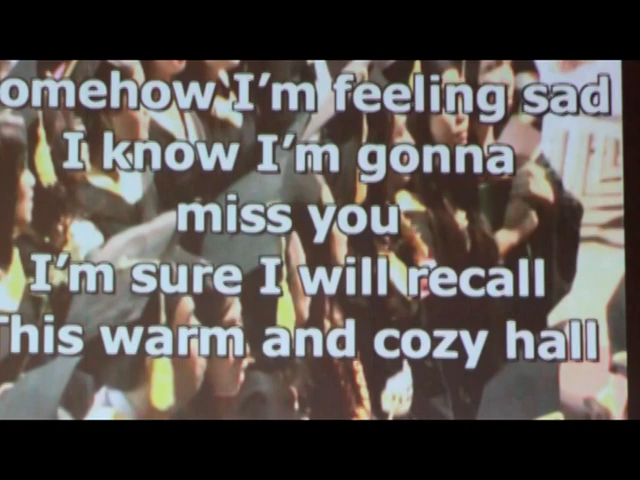 omehow I'm feeling sad
I know I'm gonna
miss you
I'm sure I will recall
This warm and cozy hall